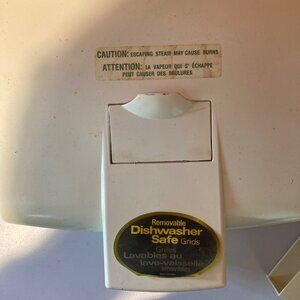 CAUTION: ESCAPING STEAM MAY CAUSE BURNS
ATTENTION: LA VAPEUR QUI S' ÉCHAPPE
PEUT CAUSER DES BRULURES
Removable
Dishwasher
Safe Grids
Grilles
Lavables au
lave-vaisselle